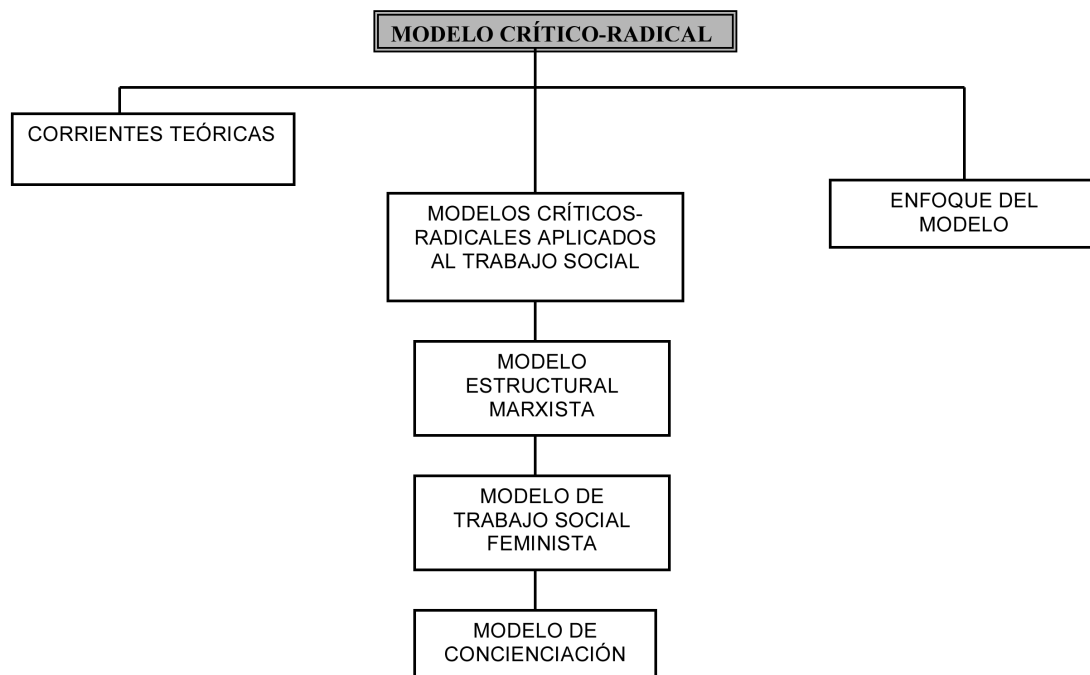 MODELO CRÍTICO-RADICAL
CORRIENTES TEÓRICAS
MODELOS CRÍTICOS-
RADICALES APLICADOS
AL TRABAJO SOCIAL
ENFOQUE DEL
MODELO
MODELO
ESTRUCTURAL
MARXISTA
MODELO DE
TRABAJO SOCIAL
FEMINISTA
MODELO DE
CONCIENCIACIÓN